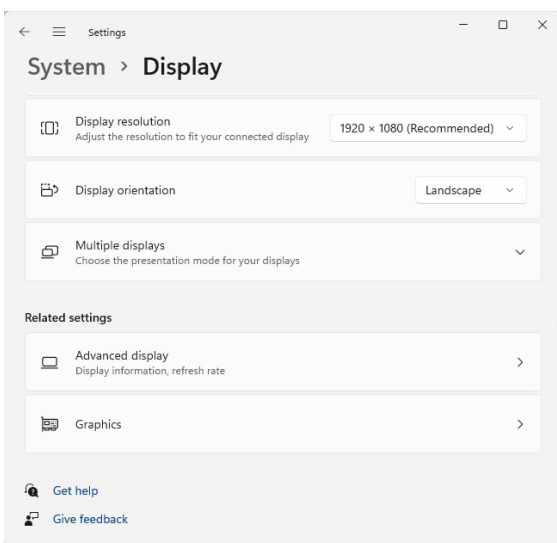 Settings
System > Display
Display resolution
Adjust the resolution to fit your connected display
1920 × 1080 (Recommended)
Display orientation
Landscape
Multiple displays
Choose the presentation mode for your displays
Related settings
Advanced display
Display information, refresh rate
Graphics
Get help
Give feedback